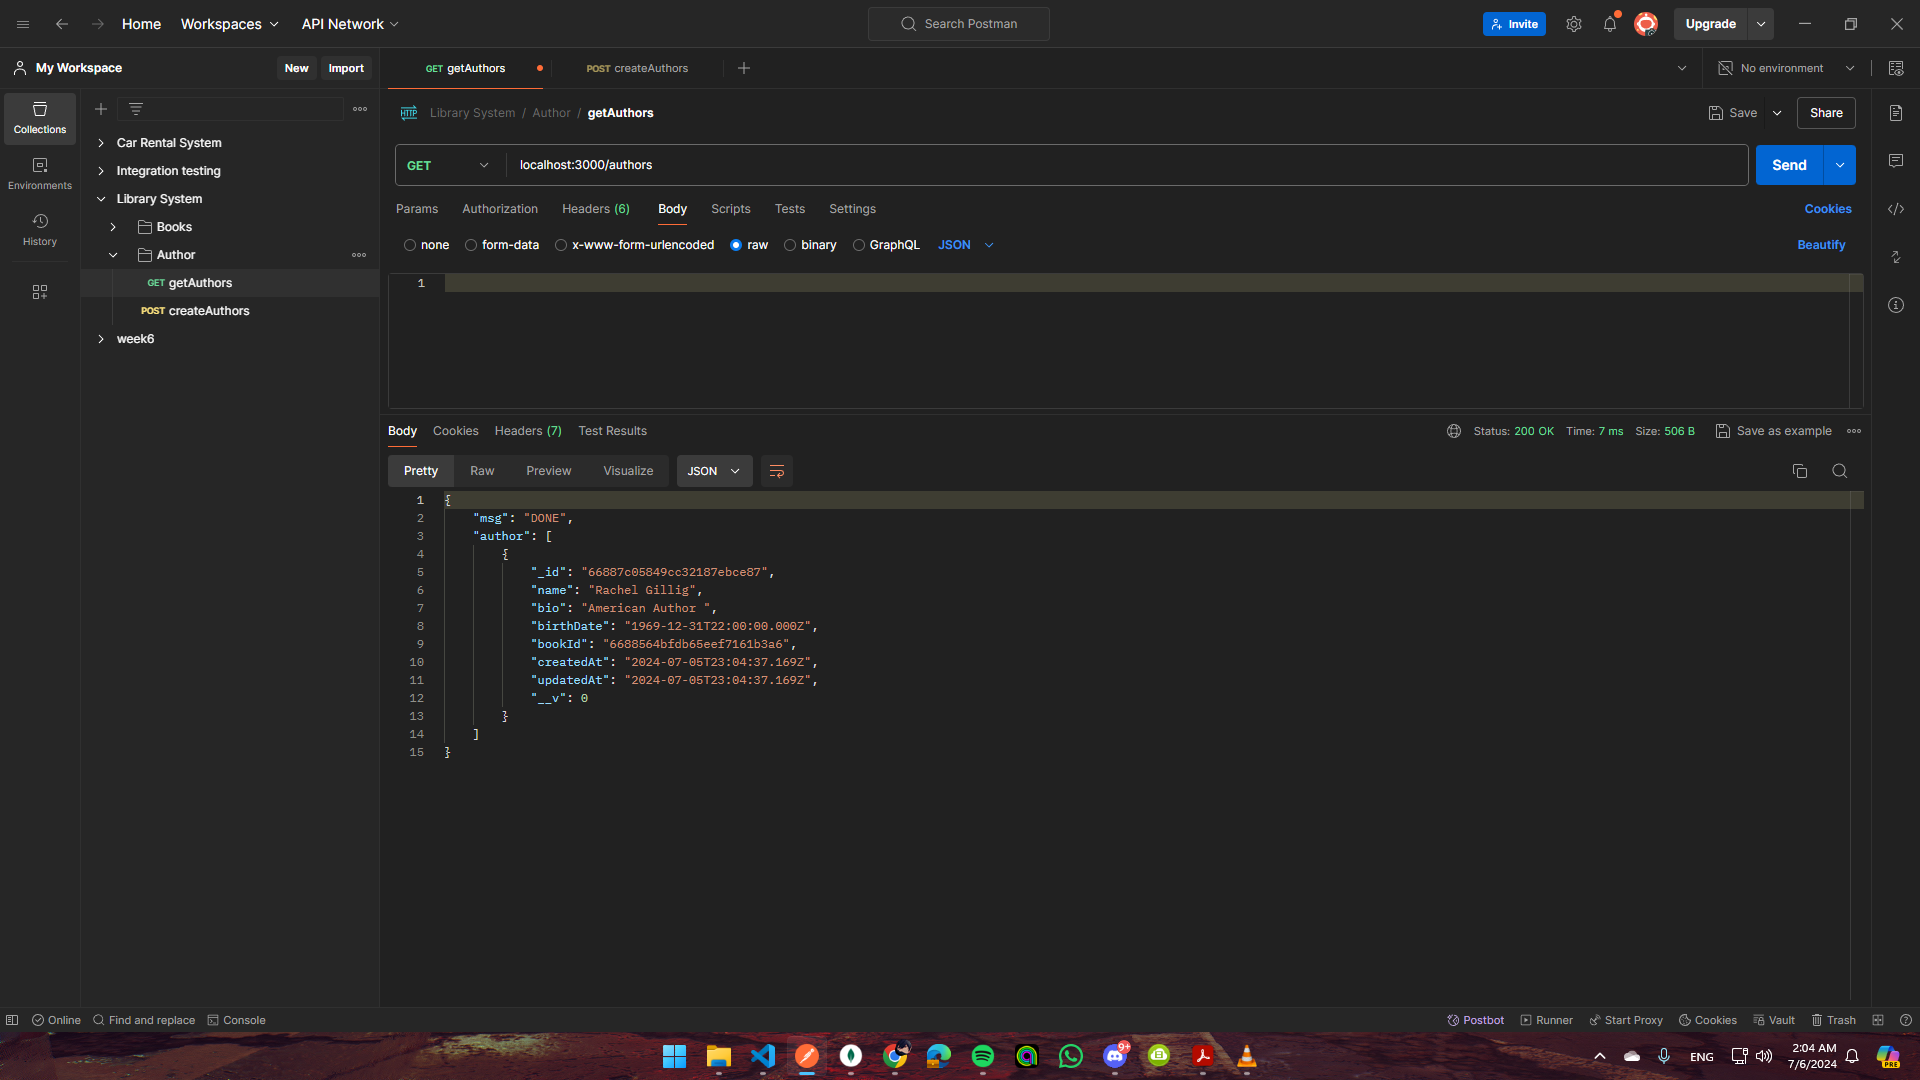 Home
Workspaces
API Network
Search Postman
Invite
Upgrade
My Workspace
New
Import
GET getAuthors
POST createAuthors
No environment
Collections
Environments
History
Car Rental System
Integration testing
Library System
Books
Author
GET getAuthors
POST createAuthors
week6
HTTP
Library System / Author / getAuthors
Save
Share
GET
localhost:3000/authors
Send
Params
Authorization
Headers (6)
Body
Scripts
Tests
Settings
Cookies
none
form-data
x-www-form-urlencoded
raw
binary
GraphQL
JSON
Beautify
1
Body
Cookies
Headers (7)
Test Results
Status: 200 OK
Time: 7 ms
Size: 506 B
Save as example
Pretty
Raw
Preview
Visualize
JSON
1 {
2 "msg": "DONE",
3 "author": [
4 {
5 "_id": "66887c05849cc32187ebce87",
6 "name": "Rachel Gillig",
7 "bio": "American Author ",
8 "birthDate": "1969-12-31T22:00:00.000Z",
9 "bookId": "6688564bfdb65eef7161b3a6",
10 "createdAt": "2024-07-05T23:04:37.169Z",
11 "updatedAt": "2024-07-05T23:04:37.169Z",
12 "__v": 0
13 }
14 ]
15 }
Online
Find and replace
Console
Postbot
Runner
Start Proxy
Cookies
Vault
Trash
9+
ENG
2:04 AM
7/6/2024
PRE